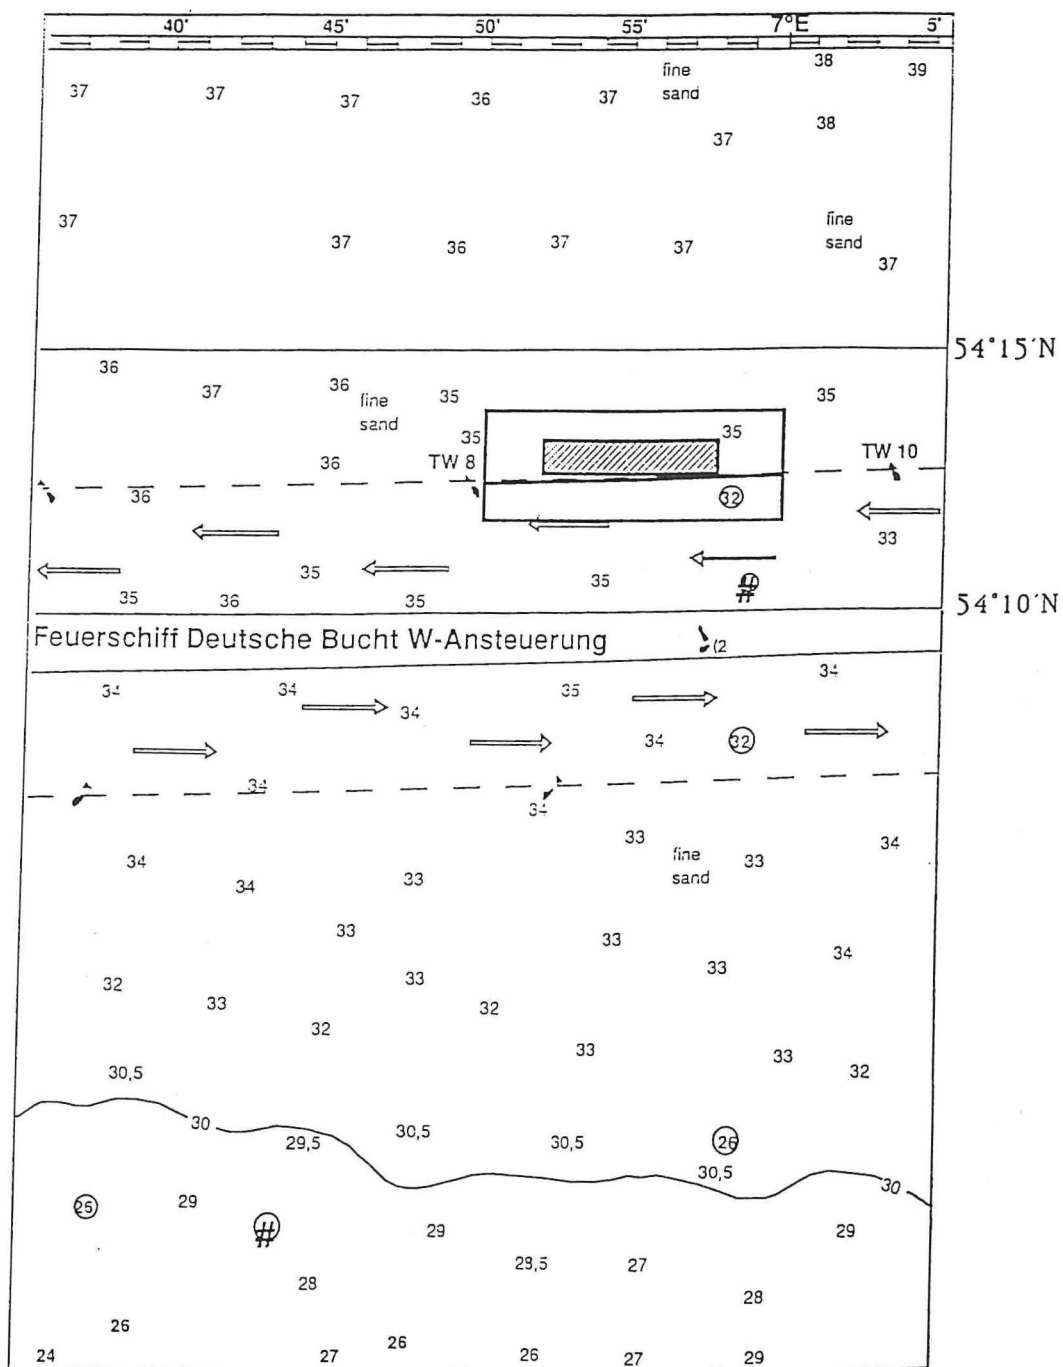 40' 50' 55' 7°E 5'
38 39
fine
sand
37 37 37 36 37 38
37
37 37 36 37 37
fine
sand
37
54°15´N
36 37 36 35 35
fine
sand
35 35
TW 8 TW 10
36
36 32
33
35 35
35 36 35
54°10´N
Feuerschiff Deutsche Bucht W-Ansteuerung
(2
34 34 34 35 34
34 32
34 34
33 34
34 34 33 fine 33
sand
33 33 34
32 33 33 32 33
32 33 33 32
30,5
30 29,5 30,5 30,5 26
30,5 30
26 29
29 29
28,5 27
28 28
26
24 27 26 26 27 29